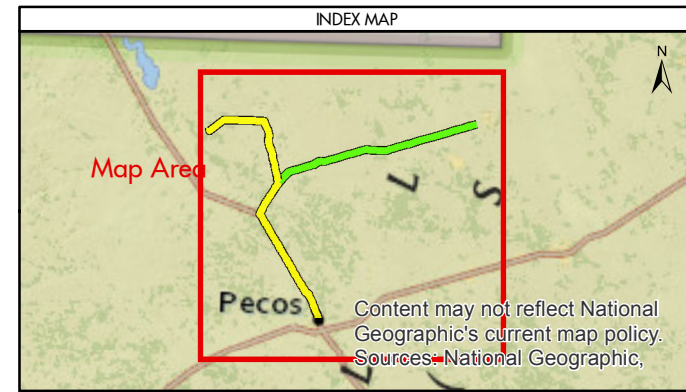 INDEX MAP
N
Map Area
L
S
Pecos
Content may not reflect National
Geographic's current map policy.
Sources: National Geographic,